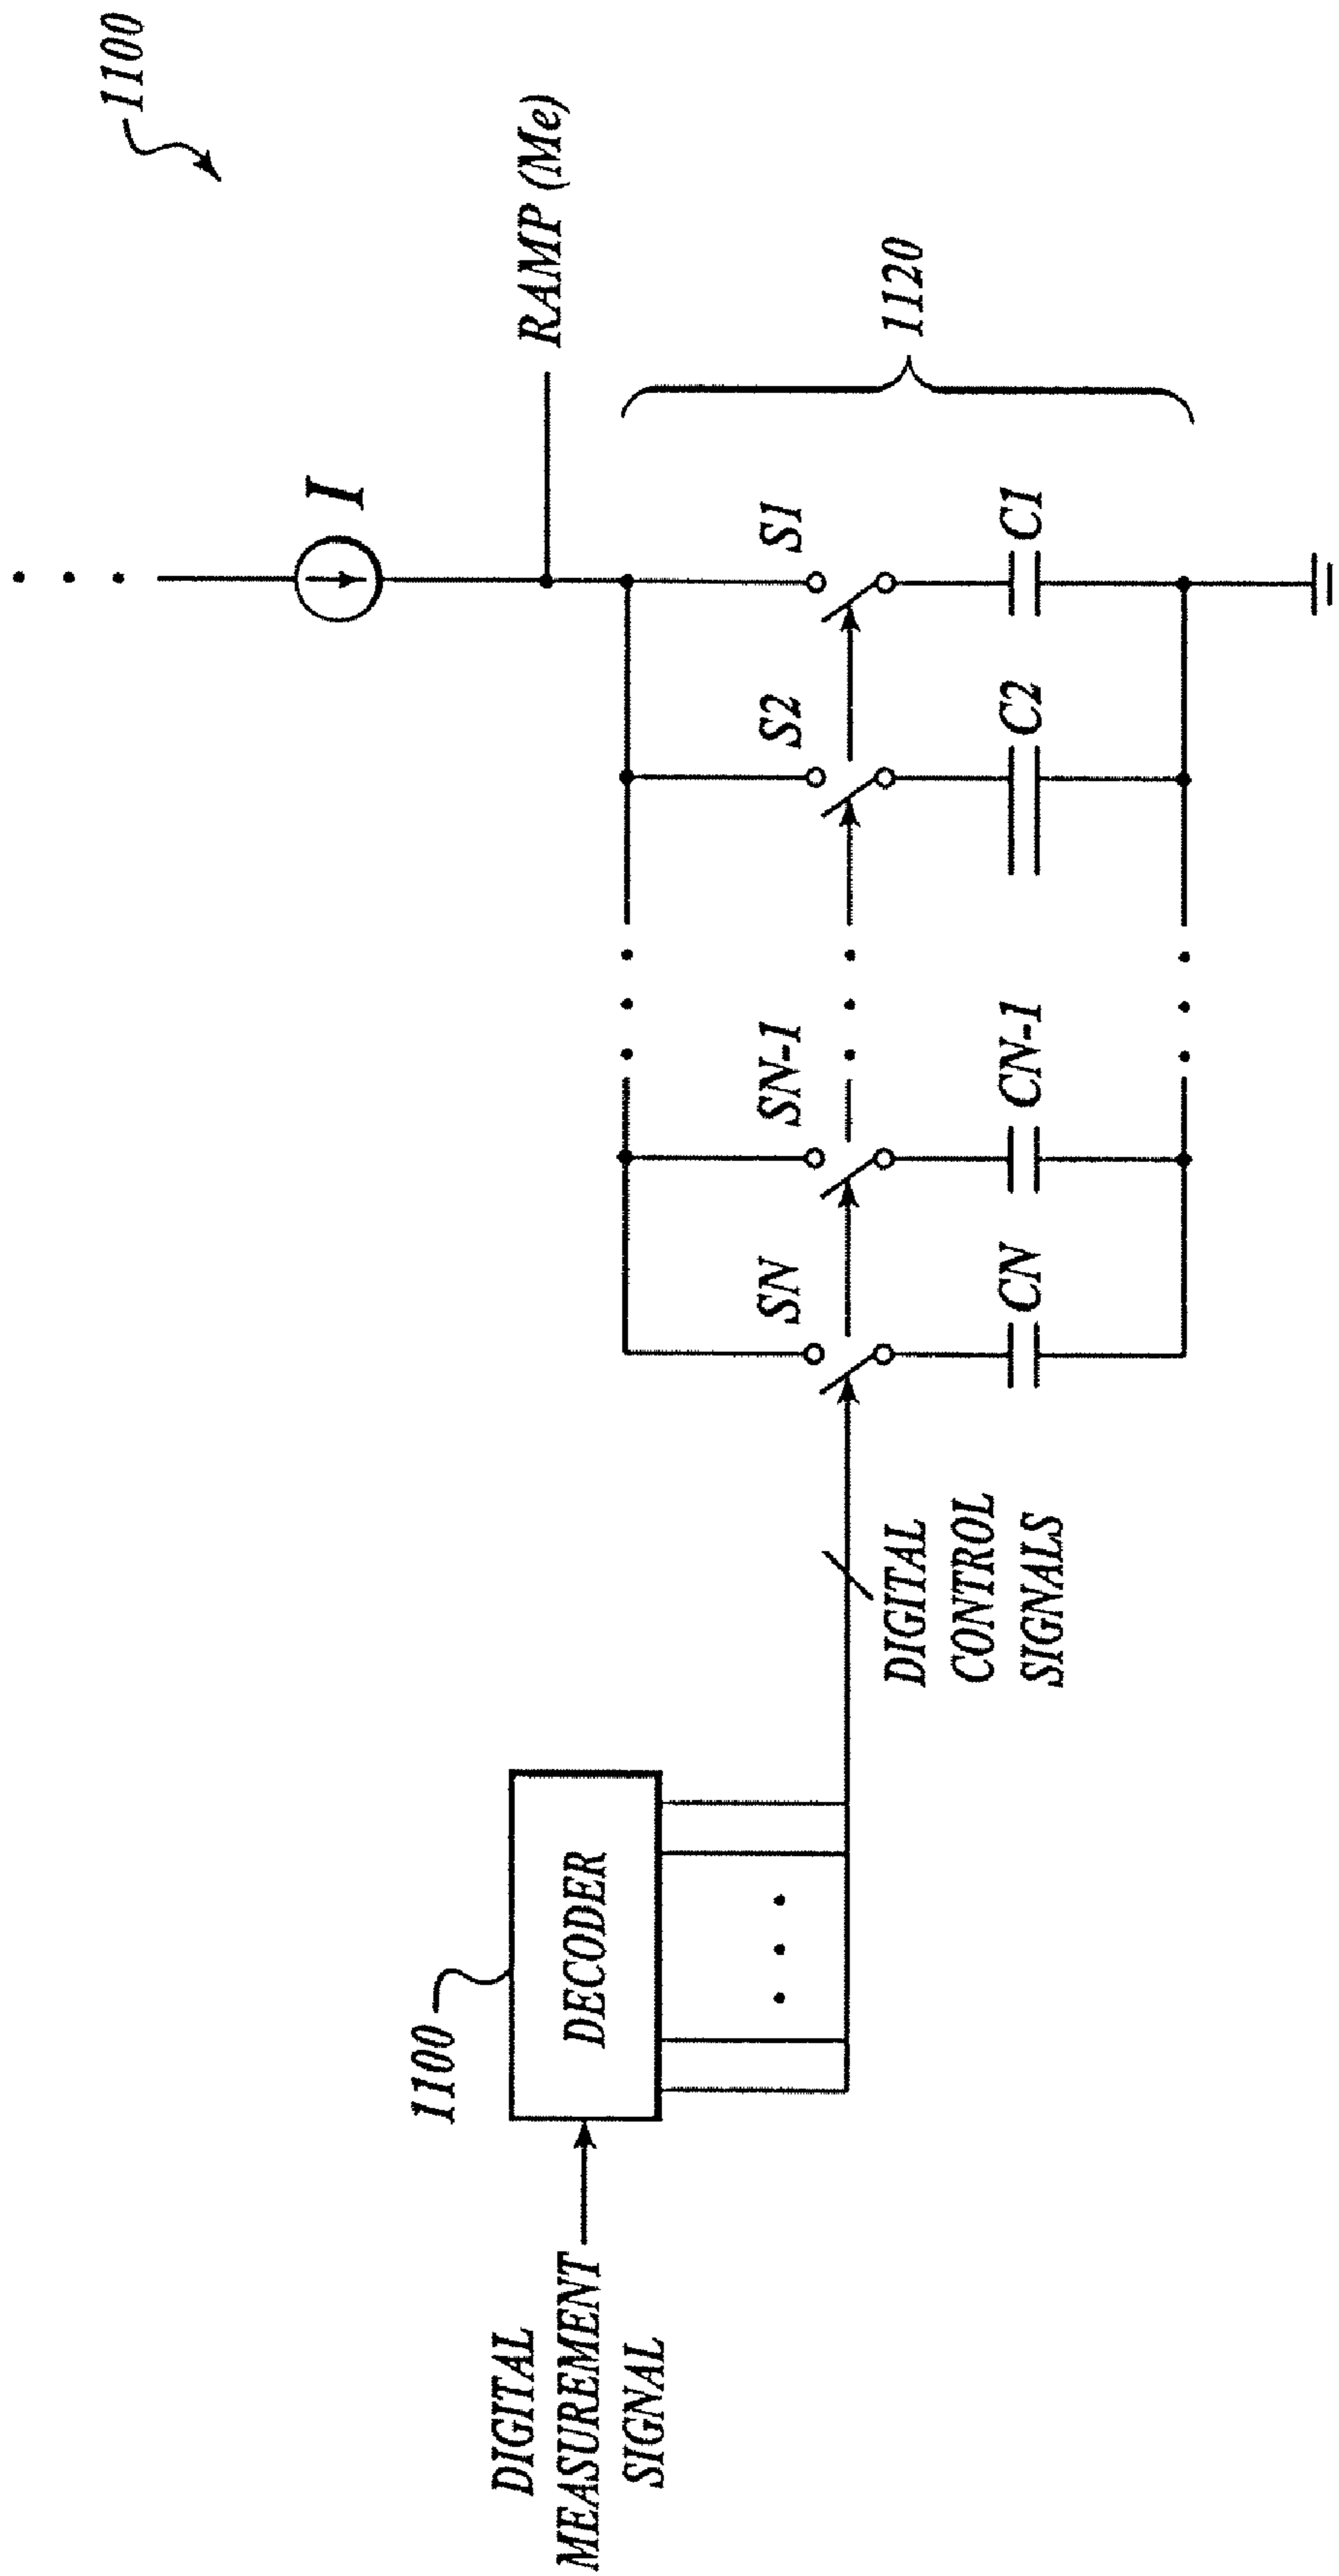 1100
I
RAMP (Me)
1100
DECODER
DIGITAL
MEASUREMENT
SIGNAL
DIGITAL
CONTROL
SIGNALS
SN
SN-1
S2
S1
CN
CN-1
C2
C1
1120